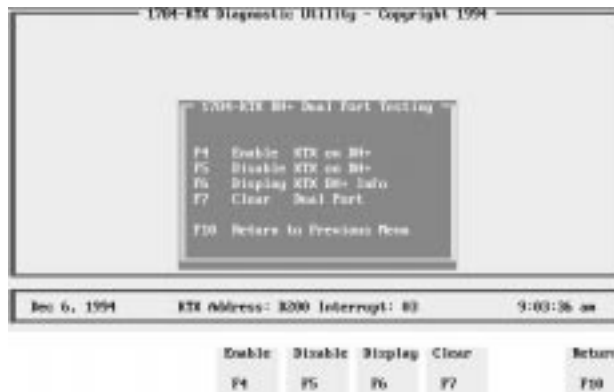 1784-KTX Diagnostic Utility - Copyright 1994
1784-KTX DH+ Dual Port Testing
F4 Enable KTX on DH+
F5 Disable KTX on DH+
F6 Display KTX DH+ Info
F7 Clear Dual Port
F10 Return to Previous Menu
Dec 6, 1994 KTX Address: D200 Interrupt: 03 9:03:36 am
Enable Disable Display Clear Return
F4 F5 F6 F7 F10